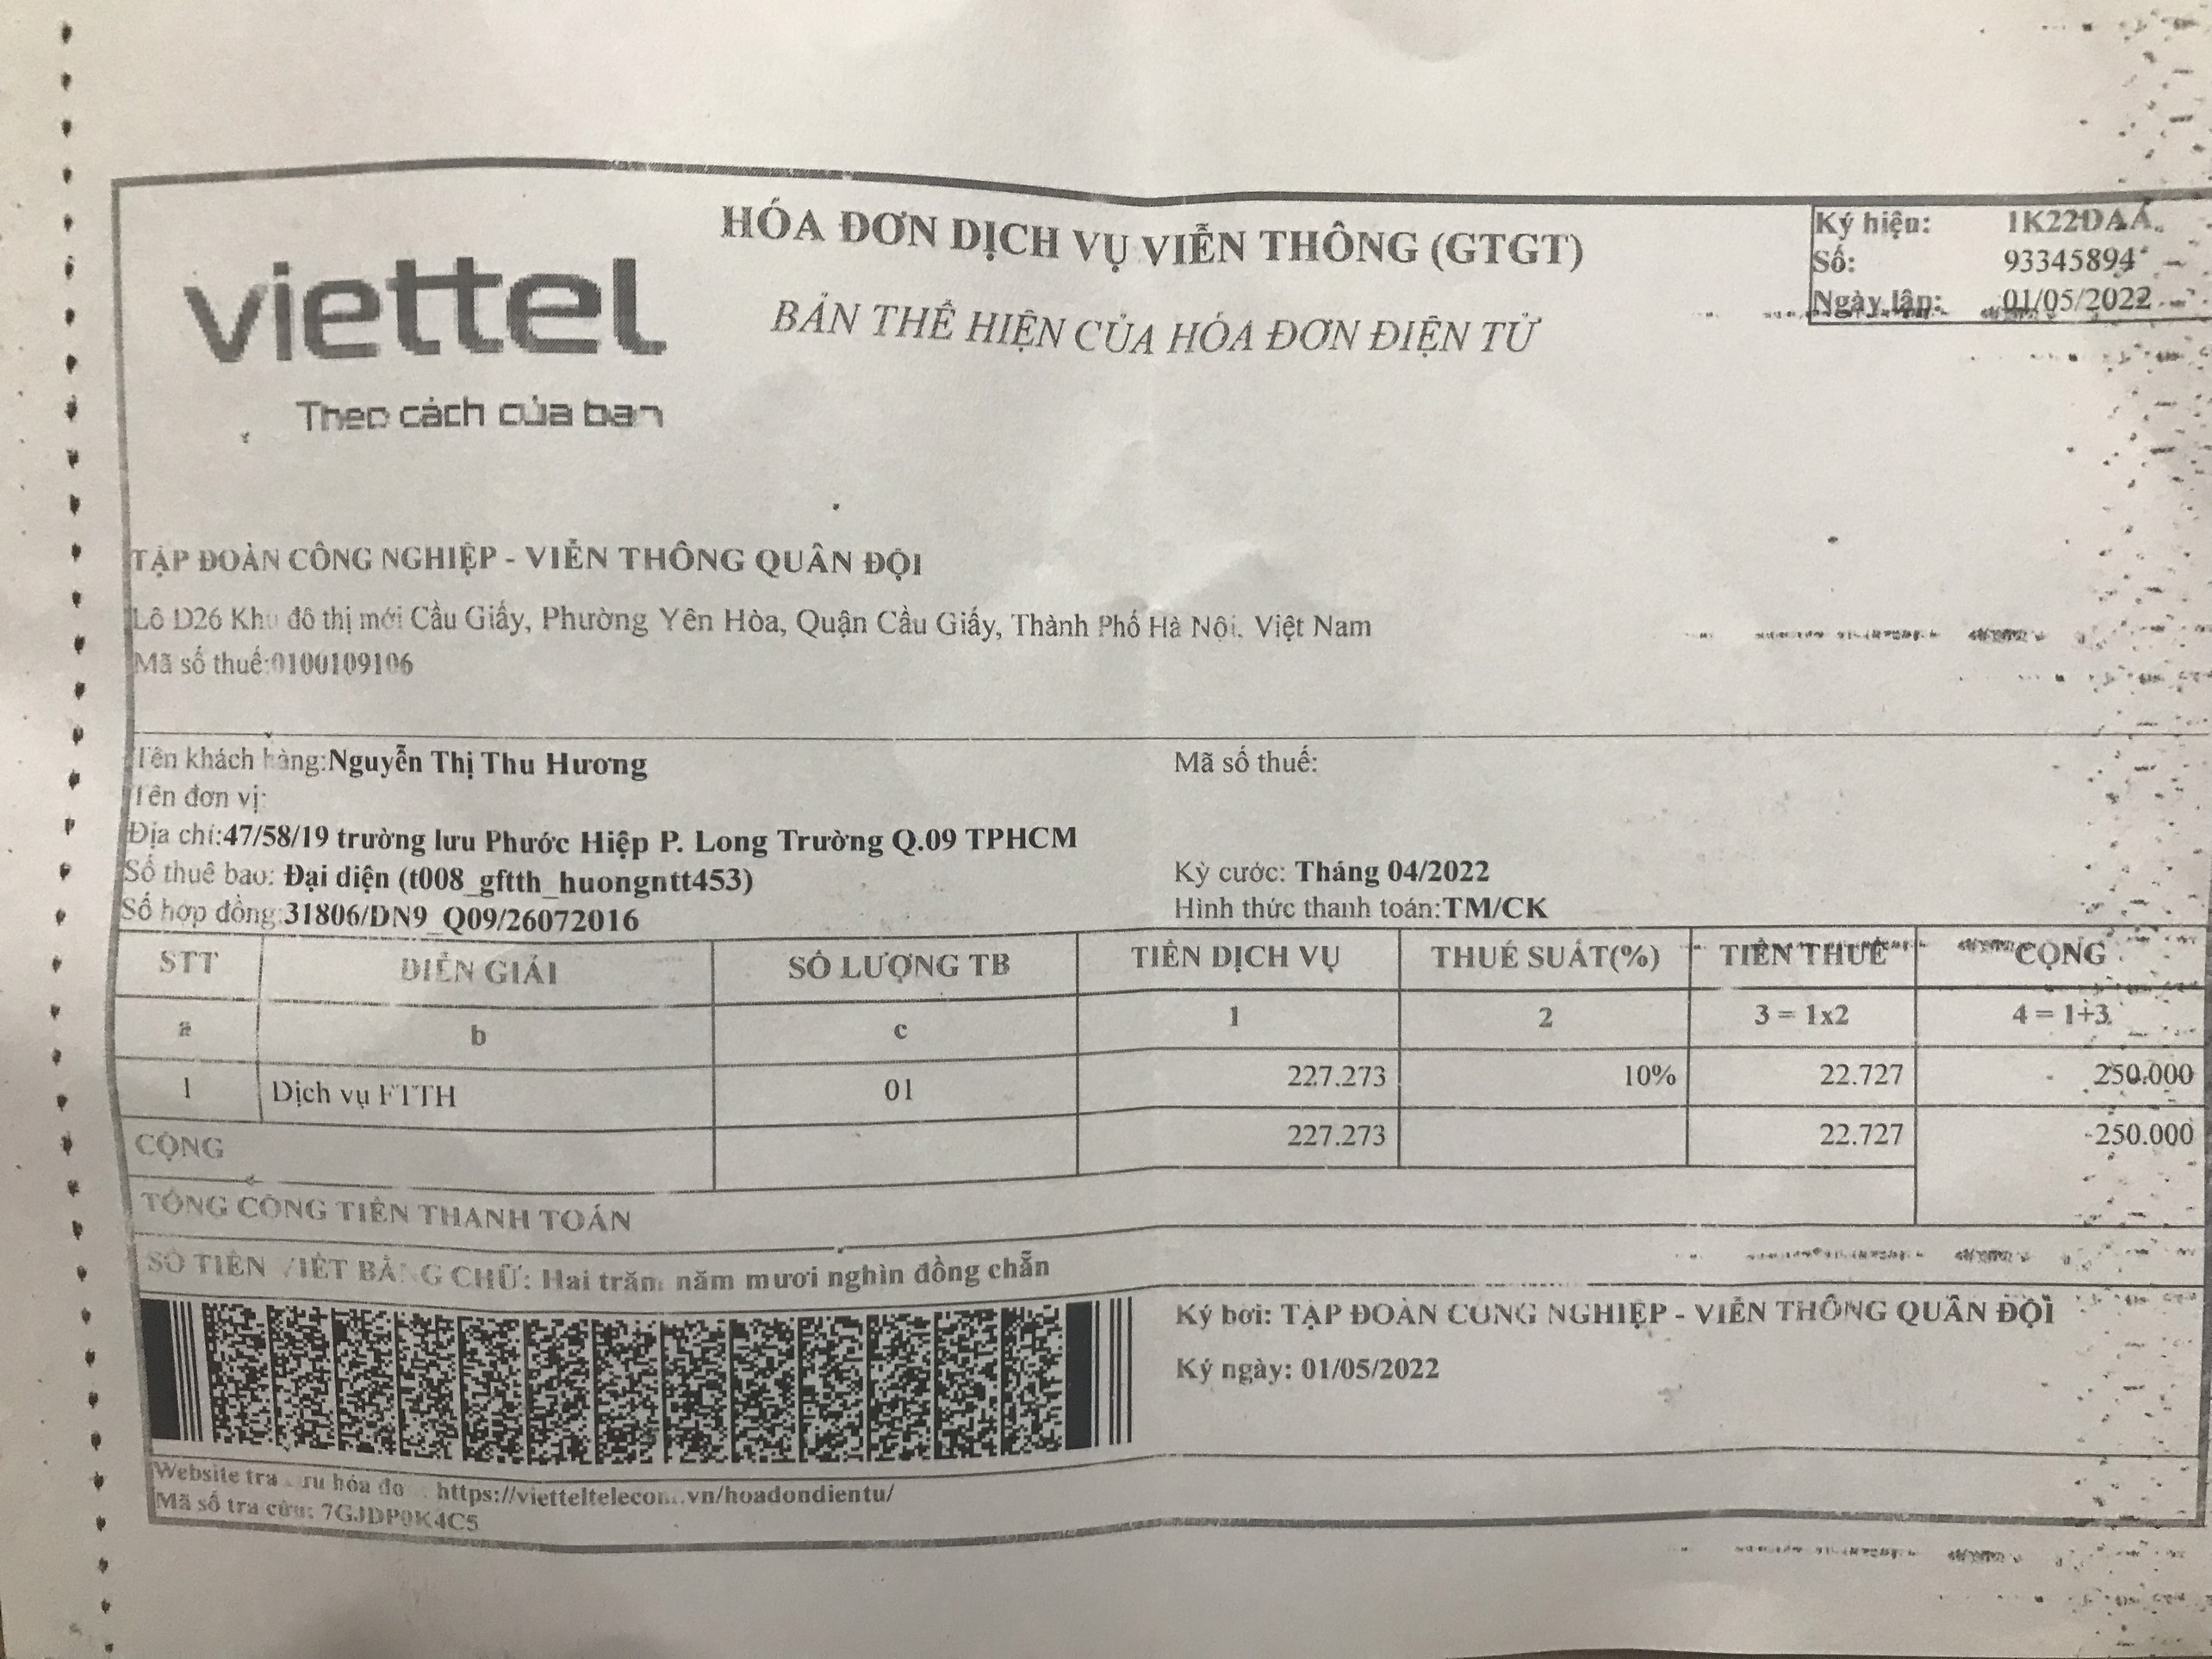 HÓA ĐƠN DỊCH VỤ VIỄN THÔNG (GTGT)
BẢN THỂ HIỆN CỦA HÓA ĐƠN ĐIỆN TỬ
Ký hiệu: 1K22DAA
Số: 93345894
Ngày lập: 01/05/2022
viettel
Theo cách của bạn
TẬP ĐOÀN CÔNG NGHIỆP - VIỄN THÔNG QUÂN ĐỘI
Lô D26 Khu đô thị mới Cầu Giấy, Phường Yên Hòa, Quận Cầu Giấy, Thành Phố Hà Nội, Việt Nam
Mã số thuế:0100109106
Tên khách hàng:Nguyễn Thị Thu Hương Mã số thuế:
Tên đơn vị:
Địa chỉ:47/58/19 trường lưu Phước Hiệp P. Long Trường Q.09 TPHCM
Số thuê bao: Đại diện (t008_gftth_huongntt453) Kỳ cước: Tháng 04/2022
Số hợp đồng:31806/DN9_Q09/26072016 Hình thức thanh toán:TM/CK
STT DIỄN GIẢI SỐ LƯỢNG TB TIỀN DỊCH VỤ THUẾ SUẤT(%) TIỀN THUẾ CỘNG
a b c 1 2 3 = 1x2 4 = 1+3
1 Dịch vụ FTTH 01 227.273 10% 22.727 250.000
CỘNG 227.273 22.727 250.000
TỔNG CỘNG TIỀN THANH TOÁN
SỐ TIỀN VIẾT BẰNG CHỮ: Hai trăm năm mươi nghìn đồng chẵn
Ký bởi: TẬP ĐOÀN CÔNG NGHIỆP - VIỄN THÔNG QUÂN ĐỘI
Ký ngày: 01/05/2022
Website tra cứu hóa đơn: https://vietteltelecom.vn/hoadondientu/
Mã số tra cứu: 7GJDP0K4C5